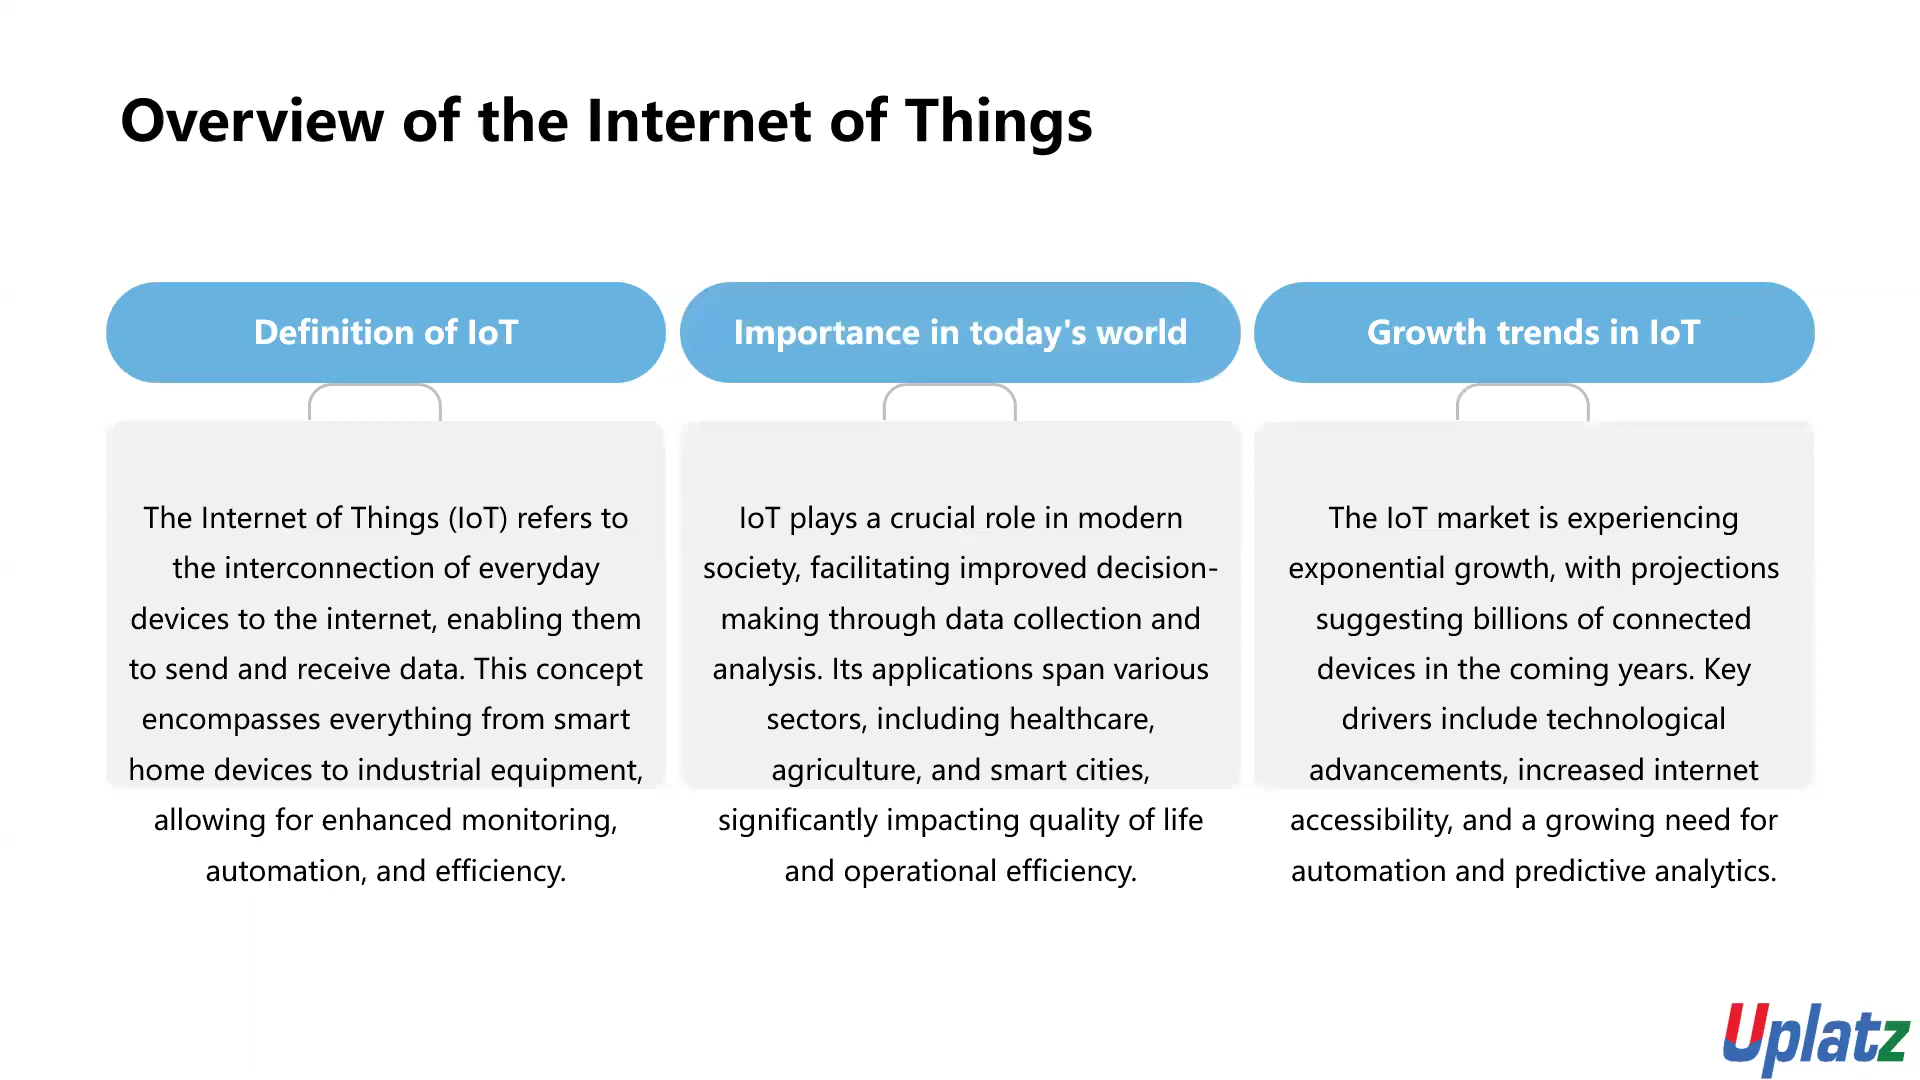 Overview of the Internet of Things
Definition of IoT
The Internet of Things (IoT) refers to
the interconnection of everyday
devices to the internet, enabling them
to send and receive data. This concept
encompasses everything from smart
home devices to industrial equipment,
allowing for enhanced monitoring,
automation, and efficiency.
Importance in today's world
IoT plays a crucial role in modern
society, facilitating improved decision-
making through data collection and
analysis. Its applications span various
sectors, including healthcare,
agriculture, and smart cities,
significantly impacting quality of life
and operational efficiency.
Growth trends in IoT
The IoT market is experiencing
exponential growth, with projections
suggesting billions of connected
devices in the coming years. Key
drivers include technological
advancements, increased internet
accessibility, and a growing need for
automation and predictive analytics.
Uplatz